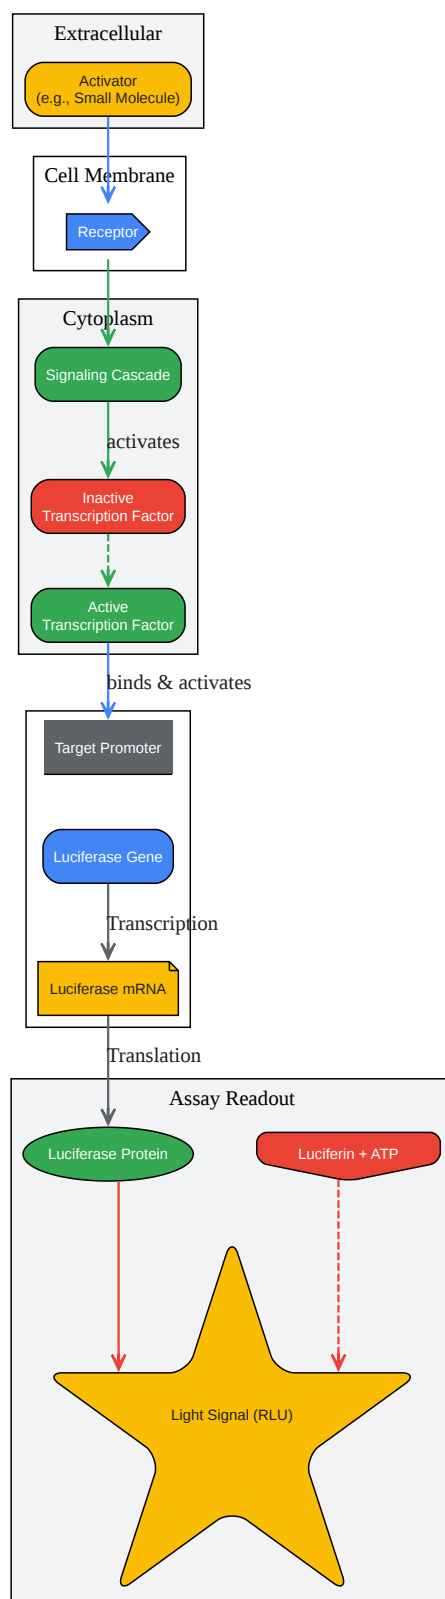 Extracellular
Activator
(e.g., Small Molecule)
Cell Membrane
Receptor
Cytoplasm
Signaling Cascade
activates
Inactive
Transcription Factor
Active
Transcription Factor
binds & activates
Target Promoter
Luciferase Gene
Transcription
Luciferase mRNA
Translation
Assay Readout
Luciferase Protein
Luciferin + ATP
Light Signal (RLU)